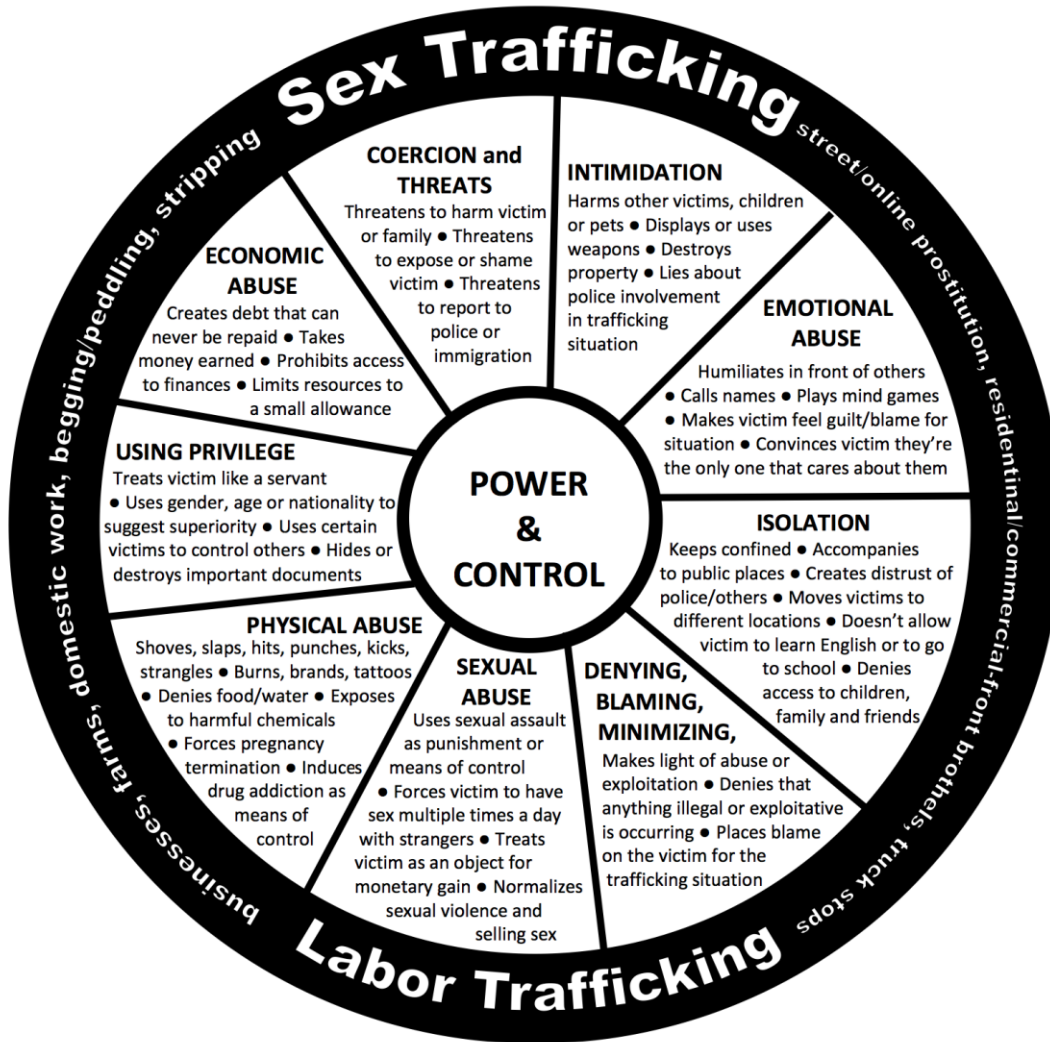 Sex Trafficking
street/online prostitution, residentinal/commercial-front brothels, truck stops
Labor Trafficking
businesses, farms, domestic work, begging/peddling, stripping
POWER
&
CONTROL
COERCION and
THREATS
Threatens to harm victim
or family ● Threatens
to expose or shame
victim ● Threatens
to report to
police or
immigration
INTIMIDATION
Harms other victims, children
or pets ● Displays or uses
weapons ● Destroys
property ● Lies about
police involvement
in trafficking
situation
EMOTIONAL
ABUSE
Humiliates in front of others
● Calls names ● Plays mind games
● Makes victim feel guilt/blame for
situation ● Convinces victim they're
the only one that cares about them
ISOLATION
Keeps confined ● Accompanies
to public places ● Creates distrust of
police/others ● Moves victims to
different locations ● Doesn't allow
victim to learn English or to go
to school ● Denies
access to children,
family and friends
DENYING,
BLAMING,
MINIMIZING,
Makes light of abuse or
exploitation ● Denies that
anything illegal or exploitative
is occurring ● Places blame
on the victim for the
trafficking situation
SEXUAL
ABUSE
Uses sexual assault
as punishment or
means of control
● Forces victim to have
sex multiple times a day
with strangers ● Treats
victim as an object for
monetary gain ● Normalizes
sexual violence and
selling sex
PHYSICAL ABUSE
Shoves, slaps, hits, punches, kicks,
strangles ● Burns, brands, tattoos
● Denies food/water ● Exposes
to harmful chemicals
● Forces pregnancy
termination ● Induces
drug addiction as
means of
control
USING PRIVILEGE
Treats victim like a servant
● Uses gender, age or nationality to
suggest superiority ● Uses certain
victims to control others ● Hides or
destroys important documents
ECONOMIC
ABUSE
Creates debt that can
never be repaid ● Takes
money earned ● Prohibits access
to finances ● Limits resources to
a small allowance